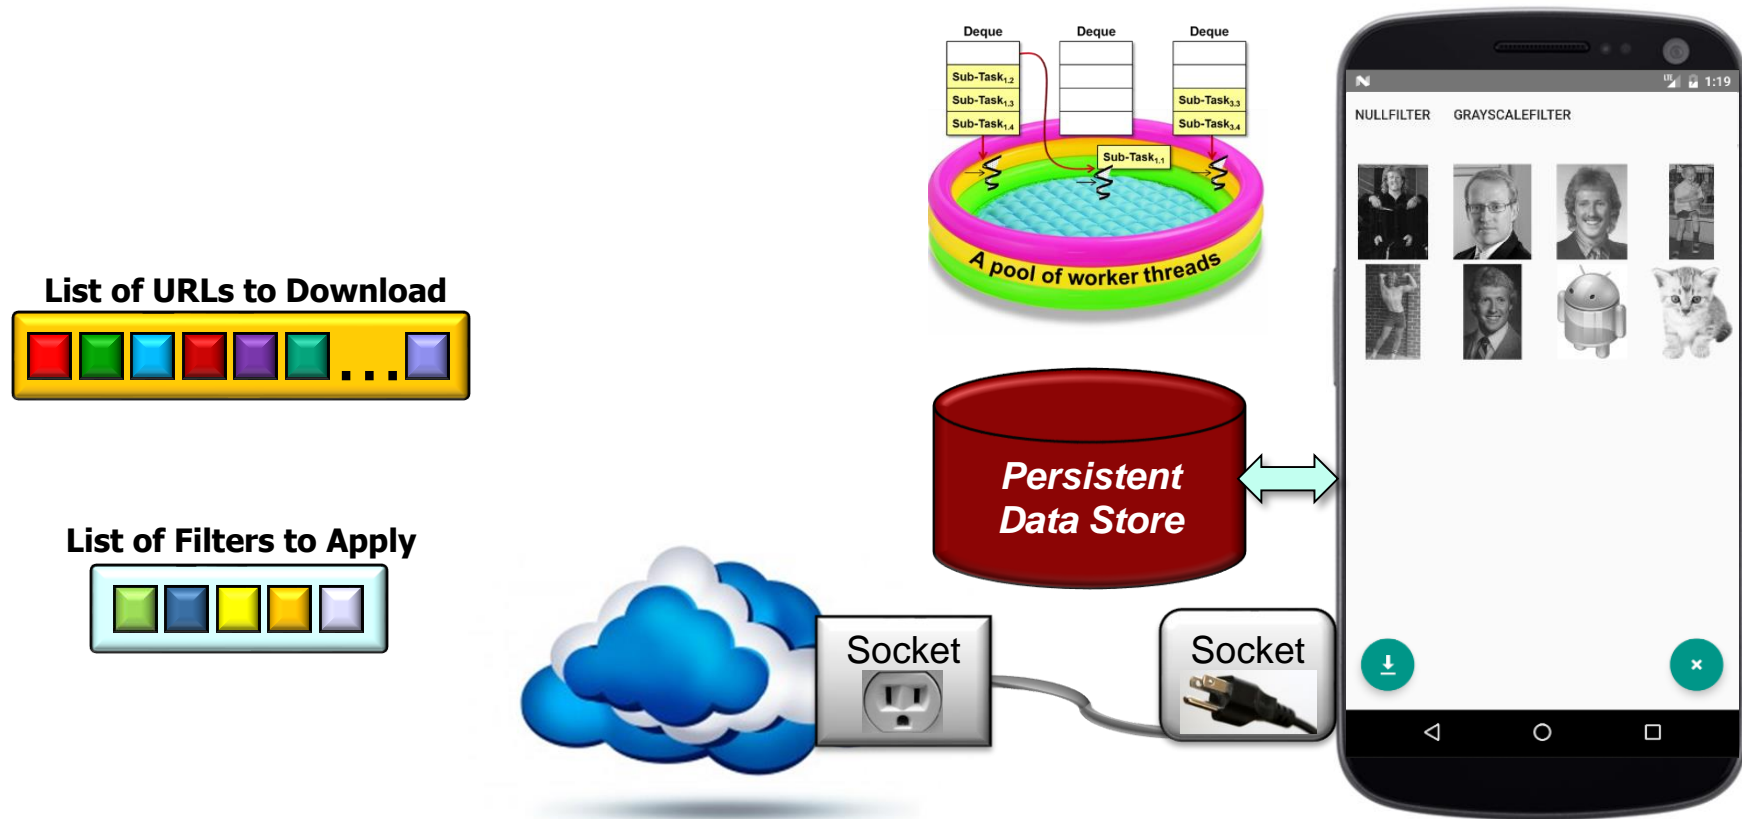 Deque
Deque
Deque
Sub-Task1.2
Sub-Task1.3
Sub-Task1.4
Sub-Task3.3
Sub-Task3.4
Sub-Task1.1
A pool of worker threads
List of URLs to Download
...
List of Filters to Apply
Persistent
Data Store
Socket
Socket
LTE 1:19
NULLFILTER GRAYSCALEFILTER